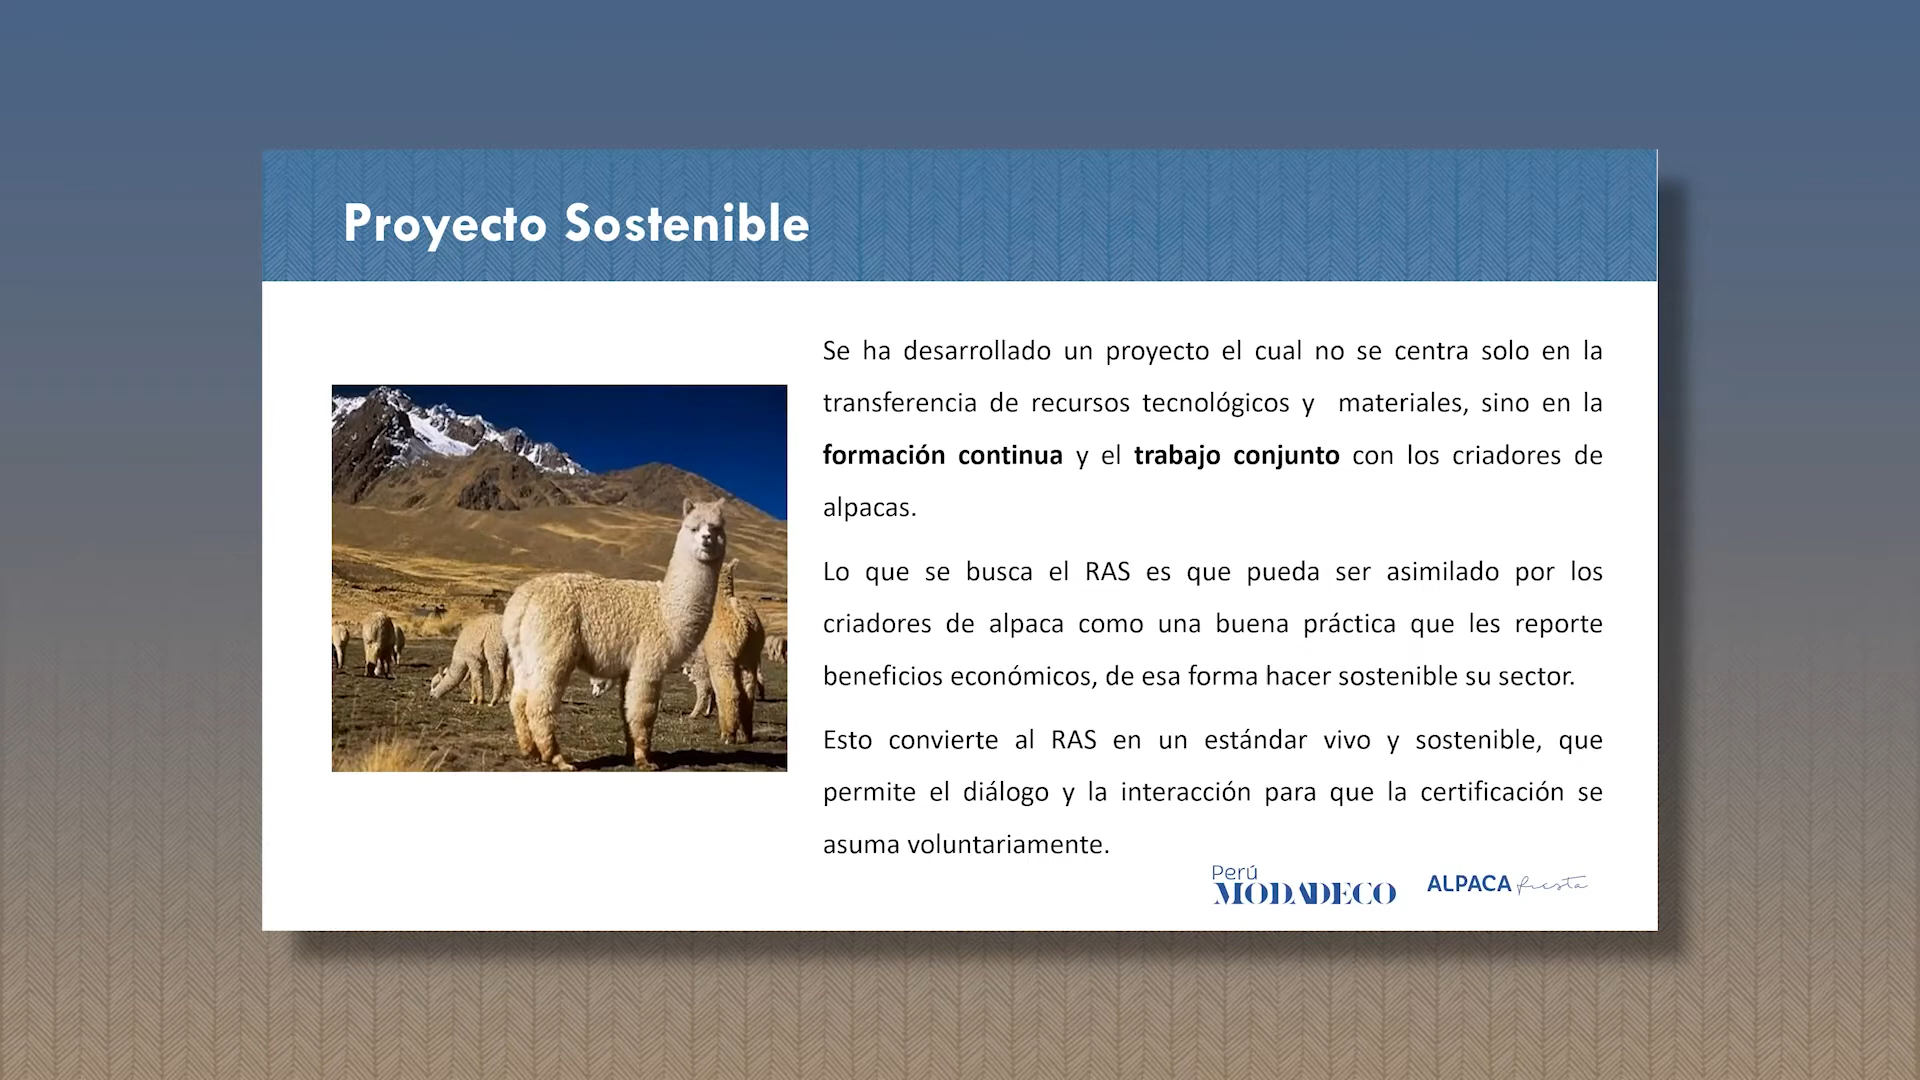 Proyecto Sostenible
Se ha desarrollado un proyecto el cual no se centra solo en la
transferencia de recursos tecnológicos y materiales, sino en la
formación continua y el trabajo conjunto con los criadores de
alpacas.
Lo que se busca el RAS es que pueda ser asimilado por los
criadores de alpaca como una buena práctica que les reporte
beneficios económicos, de esa forma hacer sostenible su sector.
Esto convierte al RAS en un estándar vivo y sostenible, que
permite el diálogo y la interacción para que la certificación se
asuma voluntariamente.
Perú
MODADECO
ALPACA fiesta